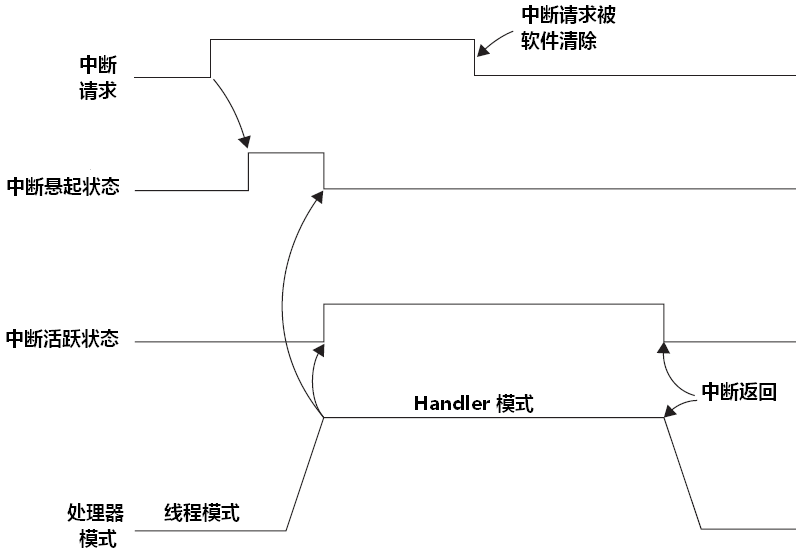 中断请求被
软件清除
中断
请求
中断悬起状态
中断活跃状态
中断返回
Handler 模式
线程模式
处理器
模式